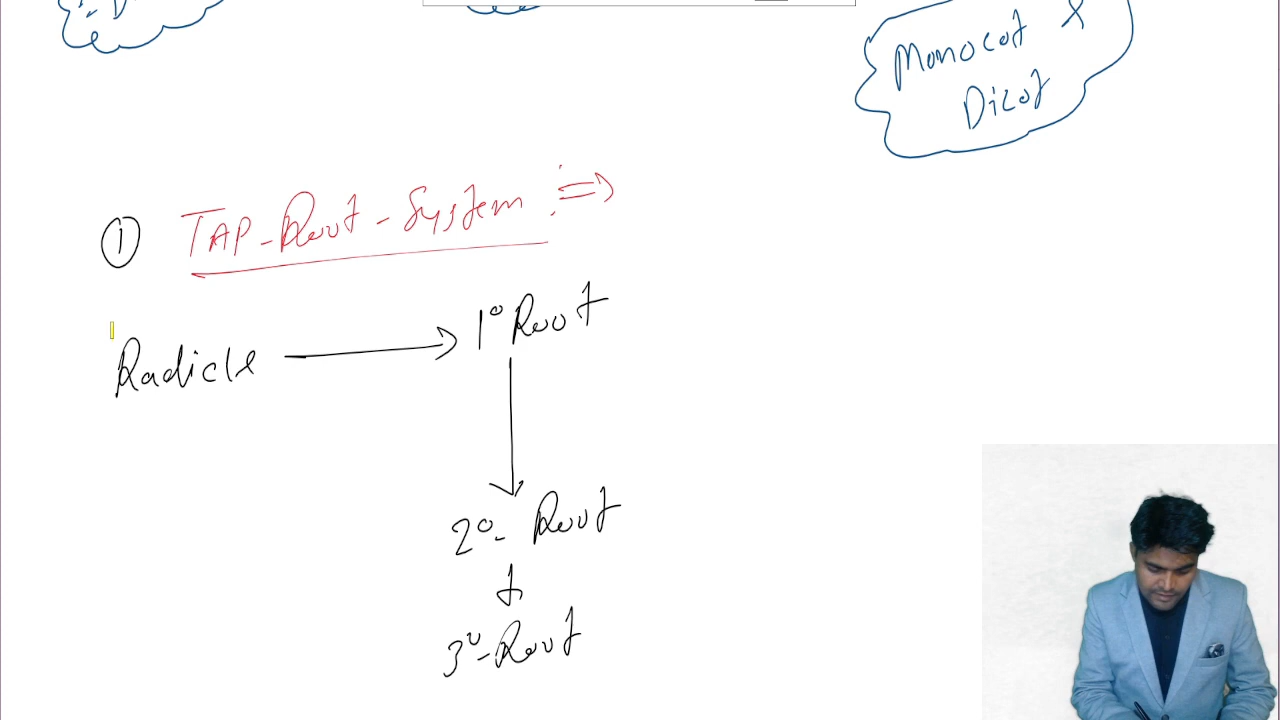 Monocot &
Dicot
① TAP-Root-System :⇒
Radicle → 1° Root
2°- Root
+
3°-Root